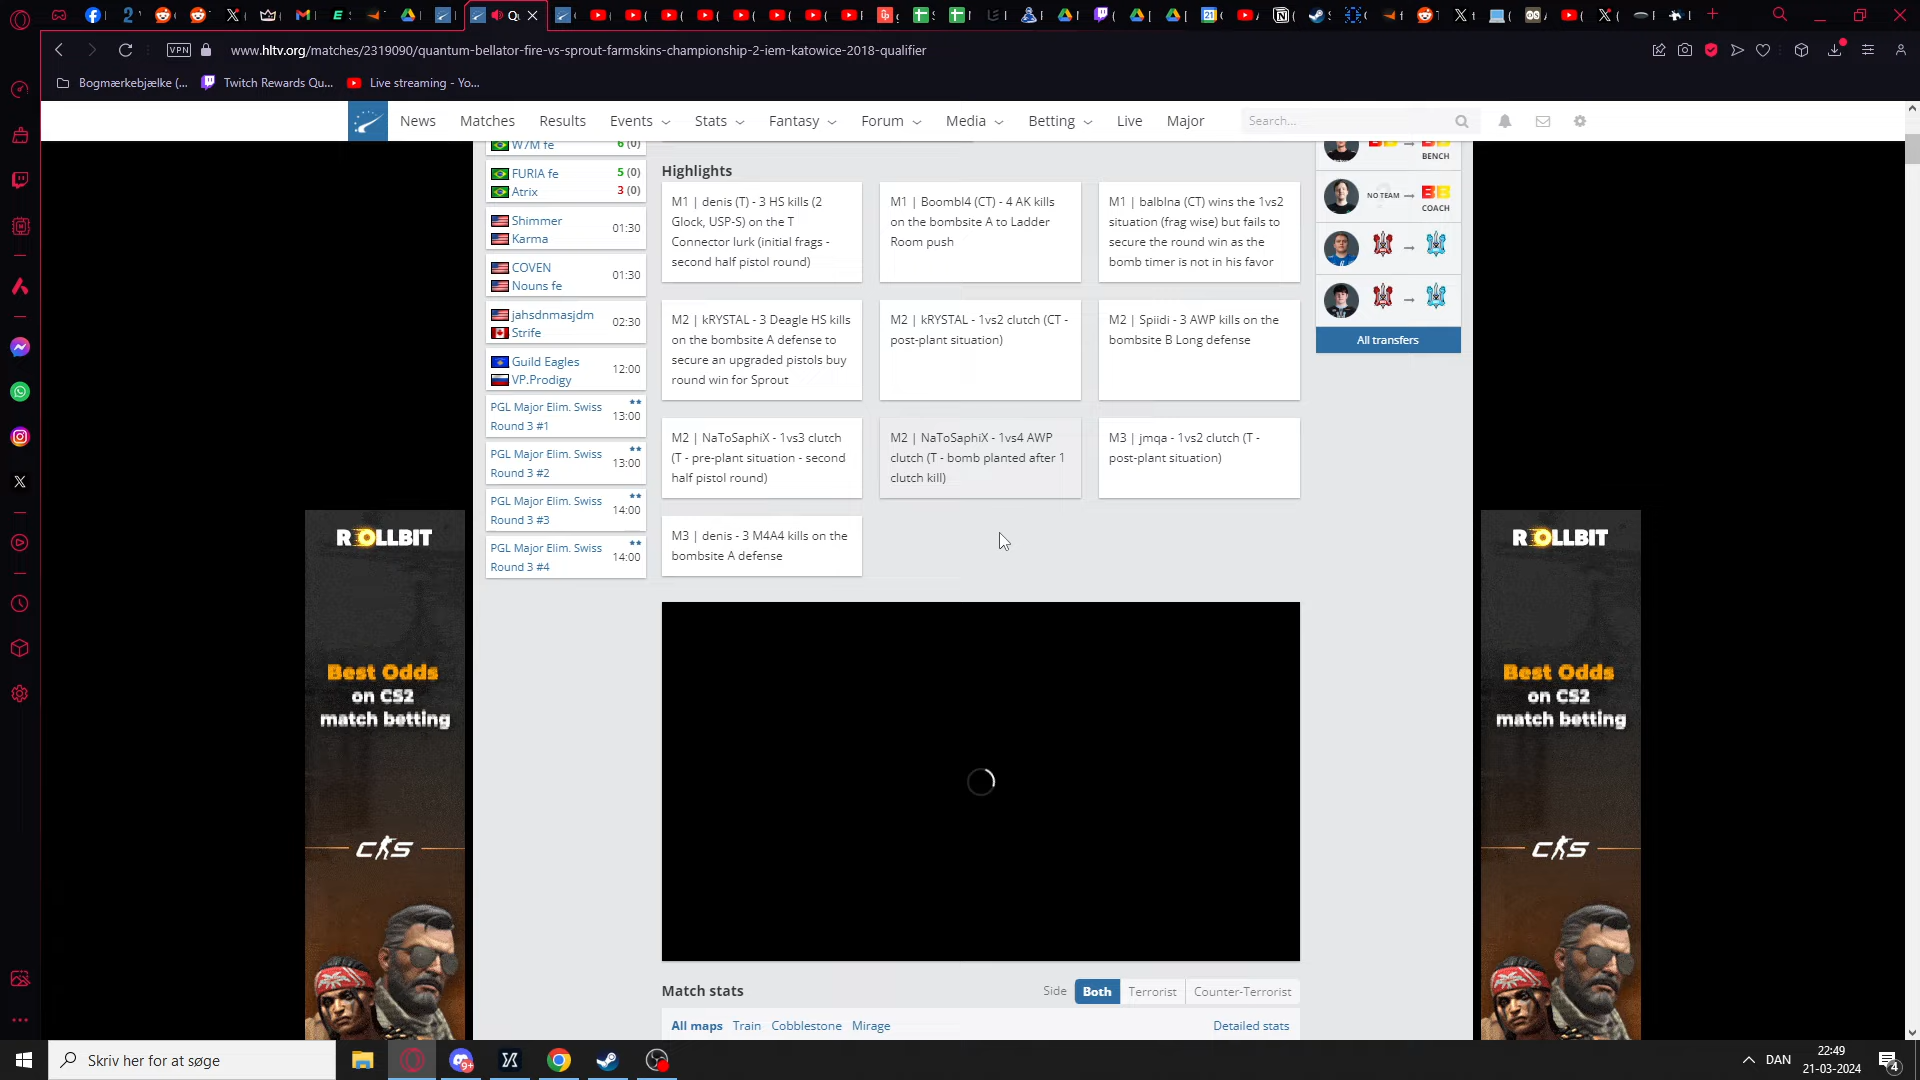 VPN
www.hltv.org/matches/2319090/quantum-bellator-fire-vs-sprout-farmskins-championship-2-iem-katowice-2018-qualifier
Bogmærkebjælke (...
Twitch Rewards Qu...
Live streaming - Yo...
News
Matches
Results
Events
Stats
Fantasy
Forum
Media
Betting
Live
Major
Search...
W7M fe
6 (0)
FURIA fe
5 (0)
Atrix
3 (0)
Shimmer
Karma
01:30
COVEN
Nouns fe
01:30
jahsdnmasjdm
Strife
02:30
Guild Eagles
VP.Prodigy
12:00
PGL Major Elim. Swiss
Round 3 #1
13:00
PGL Major Elim. Swiss
Round 3 #2
13:00
PGL Major Elim. Swiss
Round 3 #3
14:00
PGL Major Elim. Swiss
Round 3 #4
14:00
Highlights
M1 | denis (T) - 3 HS kills (2
Glock, USP-S) on the T
Connector lurk (initial frags -
second half pistol round)
M1 | Boombl4 (CT) - 4 AK kills
on the bombsite A to Ladder
Room push
M1 | balblna (CT) wins the 1vs2
situation (frag wise) but fails to
secure the round win as the
bomb timer is not in his favor
M2 | kRYSTAL - 3 Deagle HS kills
on the bombsite A defense to
secure an upgraded pistols buy
round win for Sprout
M2 | kRYSTAL - 1vs2 clutch (CT -
post-plant situation)
M2 | Spiidi - 3 AWP kills on the
bombsite B Long defense
M2 | NaToSaphiX - 1vs3 clutch
(T - pre-plant situation - second
half pistol round)
M2 | NaToSaphiX - 1vs4 AWP
clutch (T - bomb planted after 1
clutch kill)
M3 | jmqa - 1vs2 clutch (T -
post-plant situation)
M3 | denis - 3 M4A4 kills on the
bombsite A defense
BENCH
NO TEAM
BB
COACH
All transfers
ROLLBIT
Best Odds
on CS2
match betting
CS
ROLLBIT
Best Odds
on CS2
match betting
CS
Match stats
Side
Both
Terrorist
Counter-Terrorist
All maps
Train
Cobblestone
Mirage
Detailed stats
Skriv her for at søge
9+
DAN
22:49
21-03-2024
4